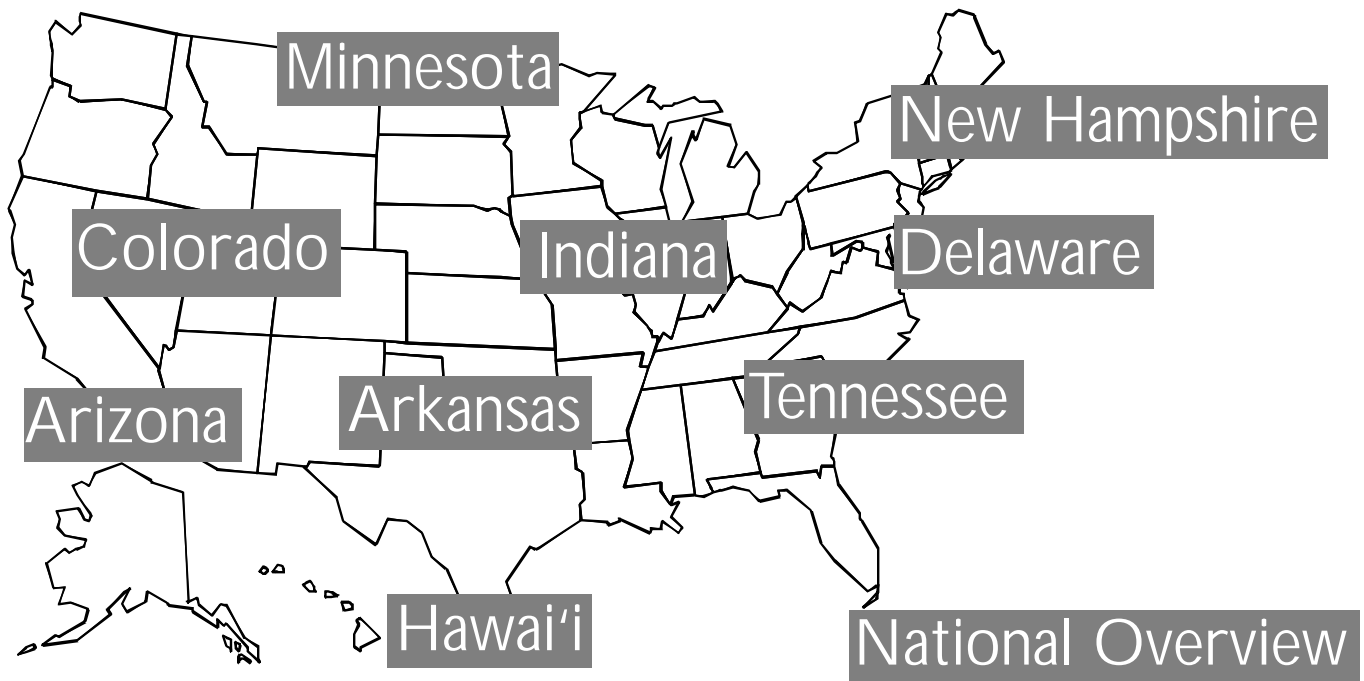 Minnesota
New Hampshire
Colorado
Indiana
Delaware
Arizona
Arkansas
Tennessee
Hawai‘i
National Overview